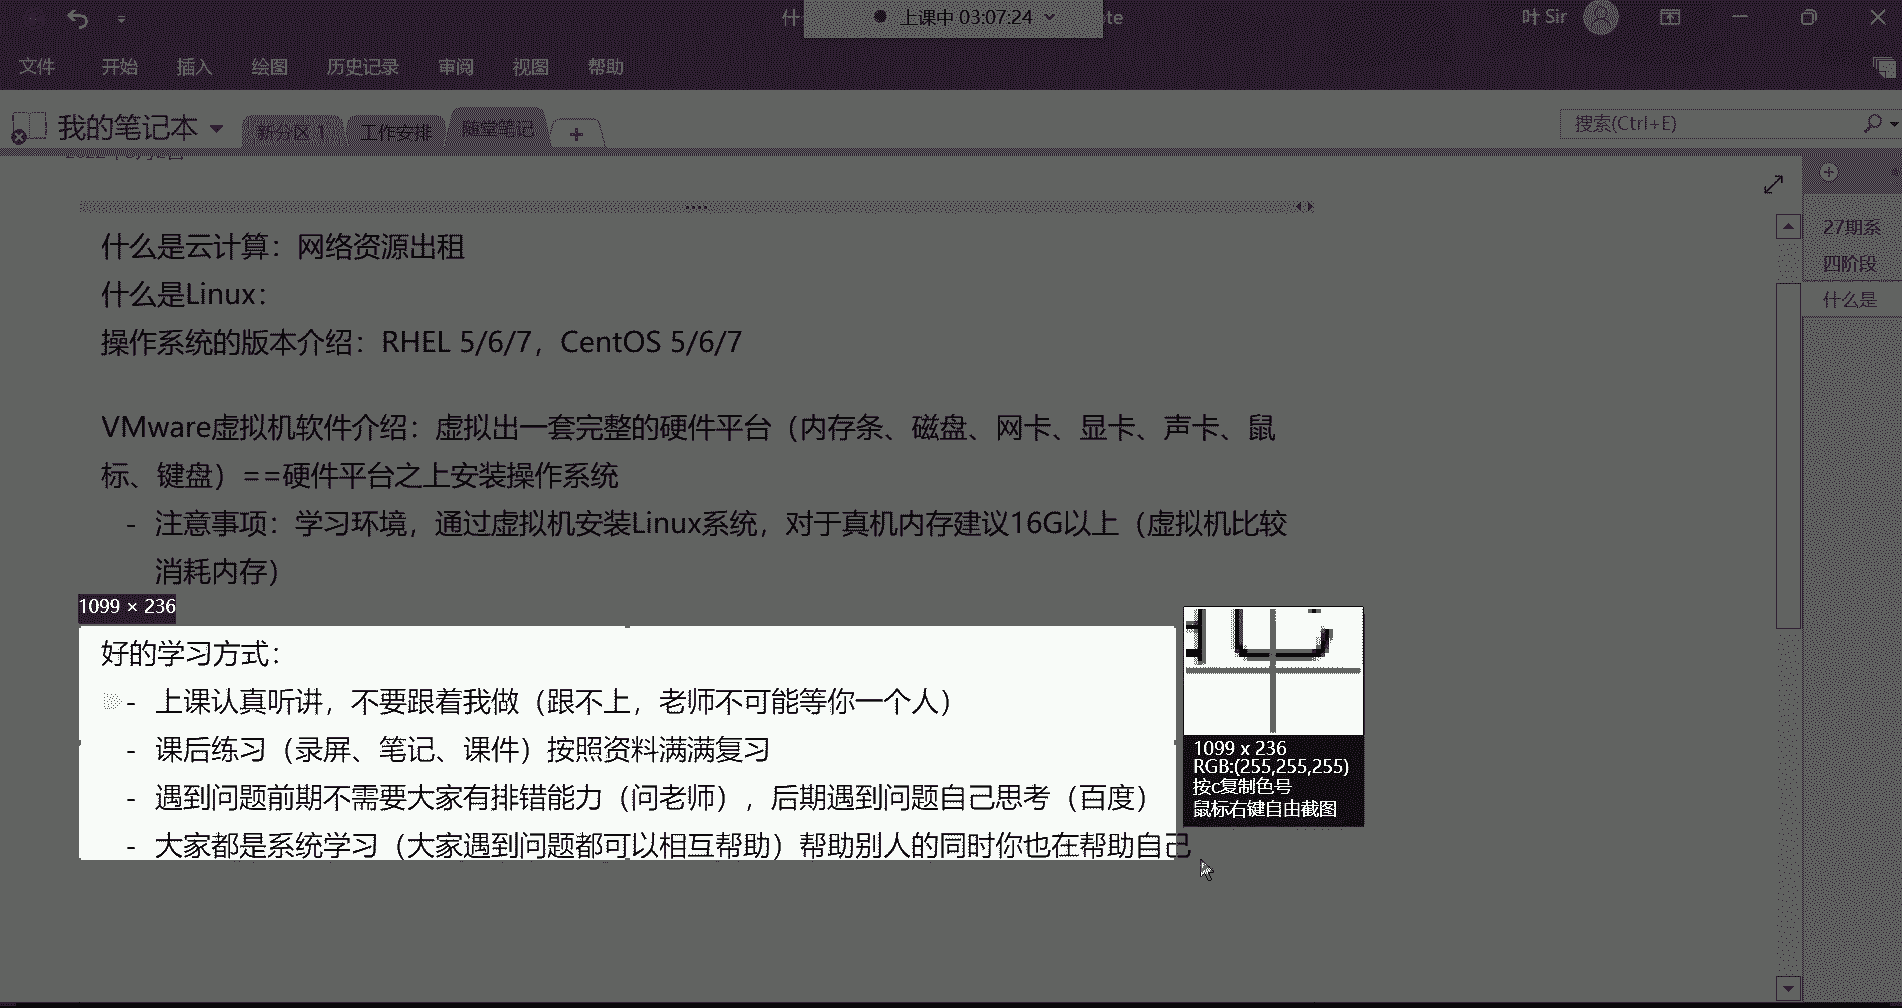 什
上课中 03:07:24
te
叶 Sir
文件 开始 插入 绘图 历史记录 审阅 视图 帮助
我的笔记本
新分区 1
工作安排
随堂笔记
搜索(Ctrl+E)
27期系
四阶段
什么是
什么是云计算：网络资源出租
什么是Linux：
操作系统的版本介绍：RHEL 5/6/7，CentOS 5/6/7
VMware虚拟机软件介绍：虚拟出一套完整的硬件平台（内存条、磁盘、网卡、显卡、声卡、鼠
标、键盘）==硬件平台之上安装操作系统
- 注意事项：学习环境，通过虚拟机安装Linux系统，对于真机内存建议16G以上（虚拟机比较
消耗内存）
1099 × 236
好的学习方式：
- 上课认真听讲，不要跟着我做（跟不上，老师不可能等你一个人）
- 课后练习（录屏、笔记、课件）按照资料满满复习
- 遇到问题前期不需要大家有排错能力（问老师），后期遇到问题自己思考（百度）
- 大家都是系统学习（大家遇到问题都可以相互帮助）帮助别人的同时你也在帮助自己
1099 x 236
RGB:(255,255,255)
按c复制色号
鼠标右键自由截图